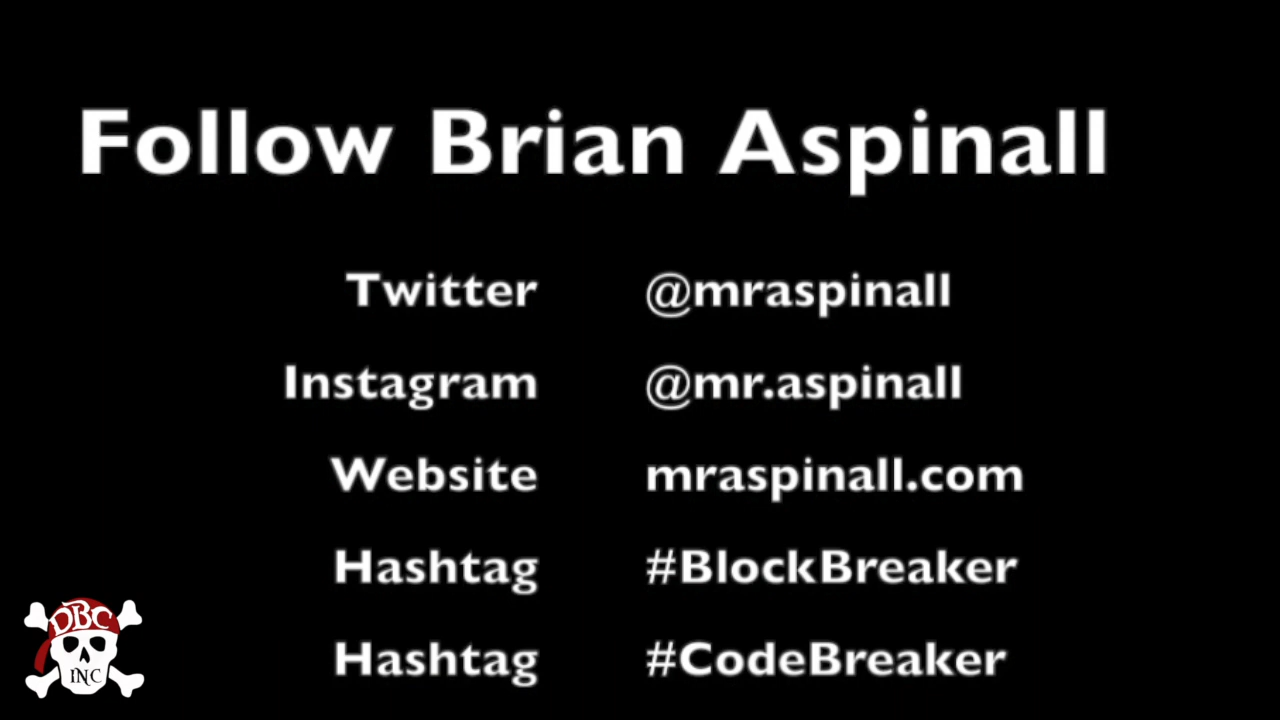 Follow Brian Aspinall
Twitter @mraspinall
Instagram @mr.aspinall
Website mraspinall.com
Hashtag #BlockBreaker
Hashtag #CodeBreaker
DBC
INC